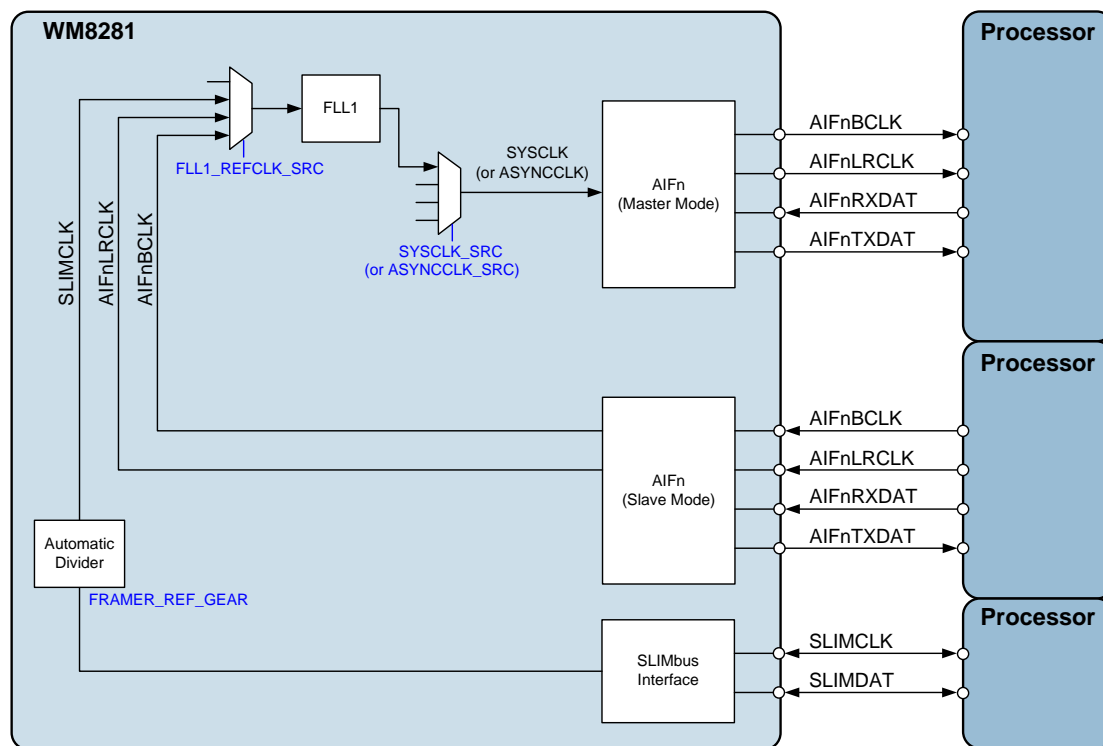 WM8281
Processor
FLL1
FLL1_REFCLK_SRC
SYSCLK
(or ASYNCCLK)
SYSCLK_SRC
(or ASYNCCLK_SRC)
AIFn
(Master Mode)
AIFnBCLK
AIFnLRCLK
AIFnRXDAT
AIFnTXDAT
SLIMCLK
AIFnLRCLK
AIFnBCLK
Processor
AIFn
(Slave Mode)
AIFnBCLK
AIFnLRCLK
AIFnRXDAT
AIFnTXDAT
Automatic
Divider
FRAMER_REF_GEAR
Processor
SLIMbus
Interface
SLIMCLK
SLIMDAT